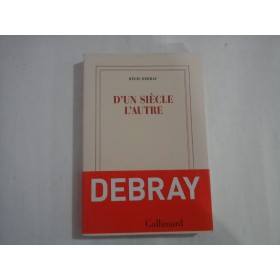 RÉGIS DEBRAY
D'UN SIÈCLE
L'AUTRE
DEBRAY
Gallimard